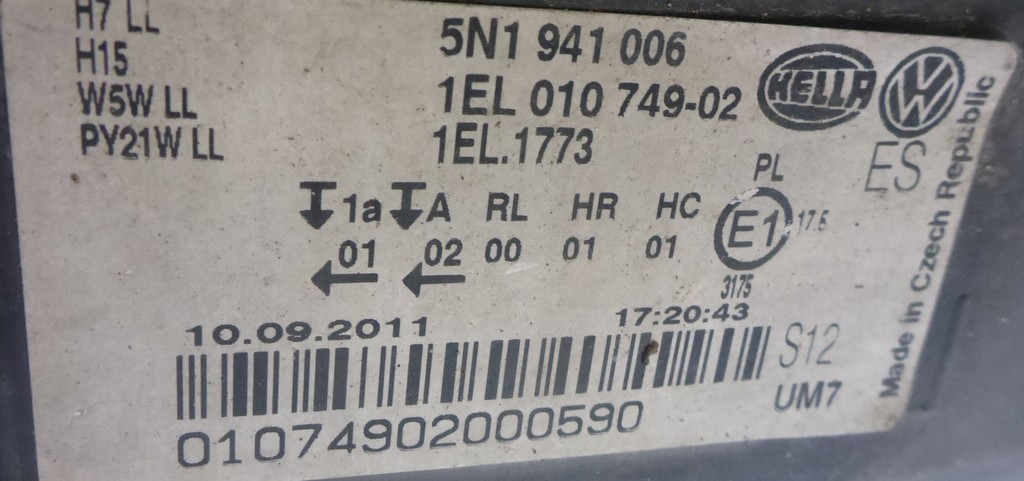 H7 LL
H15
W5W LL
PY21W LL
5N1 941 006
1EL 010 749-02
1EL.1773
HELLA
VW
ES
PL
1a A RL HR HC
E1 17.5
01 02 00 01 01
3175
10.09.2011 17:20:43
S12
UM7
01074902000590
Made in Czech Republic